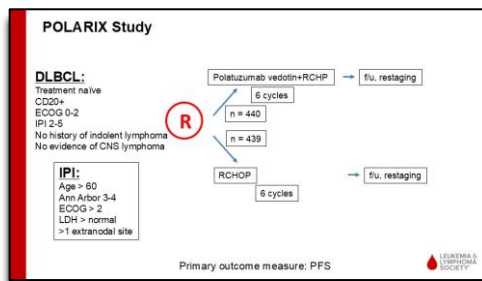 POLARIX Study
DLBCL:
Treatment naïve
CD20+
ECOG 0-2
IPI 2-5
No history of indolent lymphoma
No evidence of CNS lymphoma
IPI:
Age > 60
Ann Arbor 3-4
ECOG > 2
LDH > normal
>1 extranodal site
R
Polatuzumab vedotin+RCHP
6 cycles
n = 440
f/u, restaging
n = 439
RCHOP
6 cycles
f/u, restaging
Primary outcome measure: PFS
LEUKEMIA &
LYMPHOMA
SOCIETY